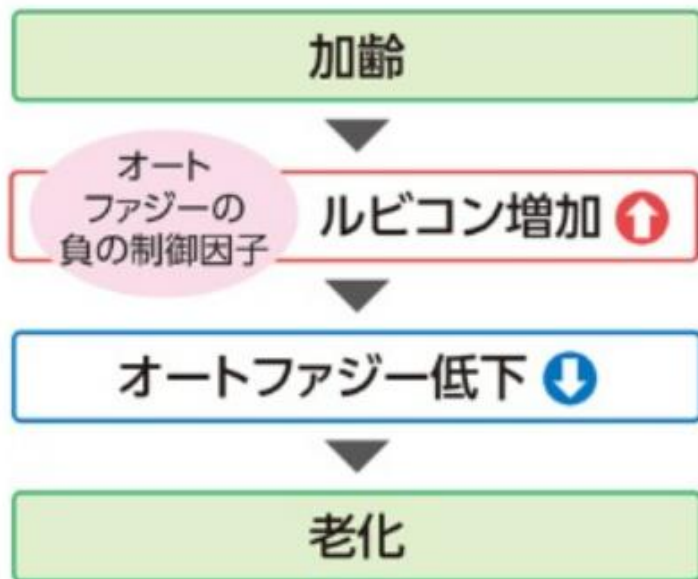 加齢
オート
ファジーの
負の制御因子
ルビコン増加
オートファジー低下
老化